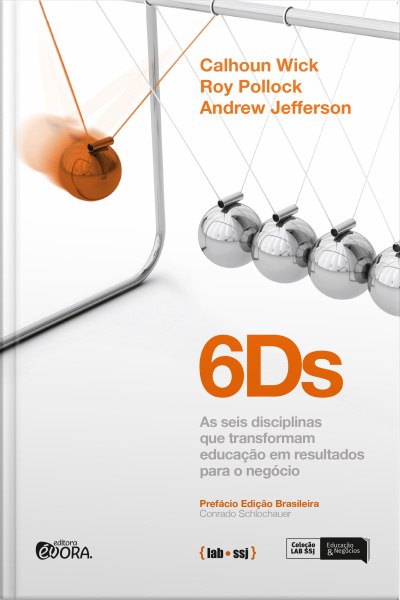 Calhoun Wick
Roy Pollock
Andrew Jefferson
6Ds
As seis disciplinas
que transformam
educação em resultados
para o negócio
Prefácio Edição Brasileira
Conrado Schlochauer
editora
évORA.
{ lab•ssj }
Coleção
LAB SSJ
Educação
&Negócios